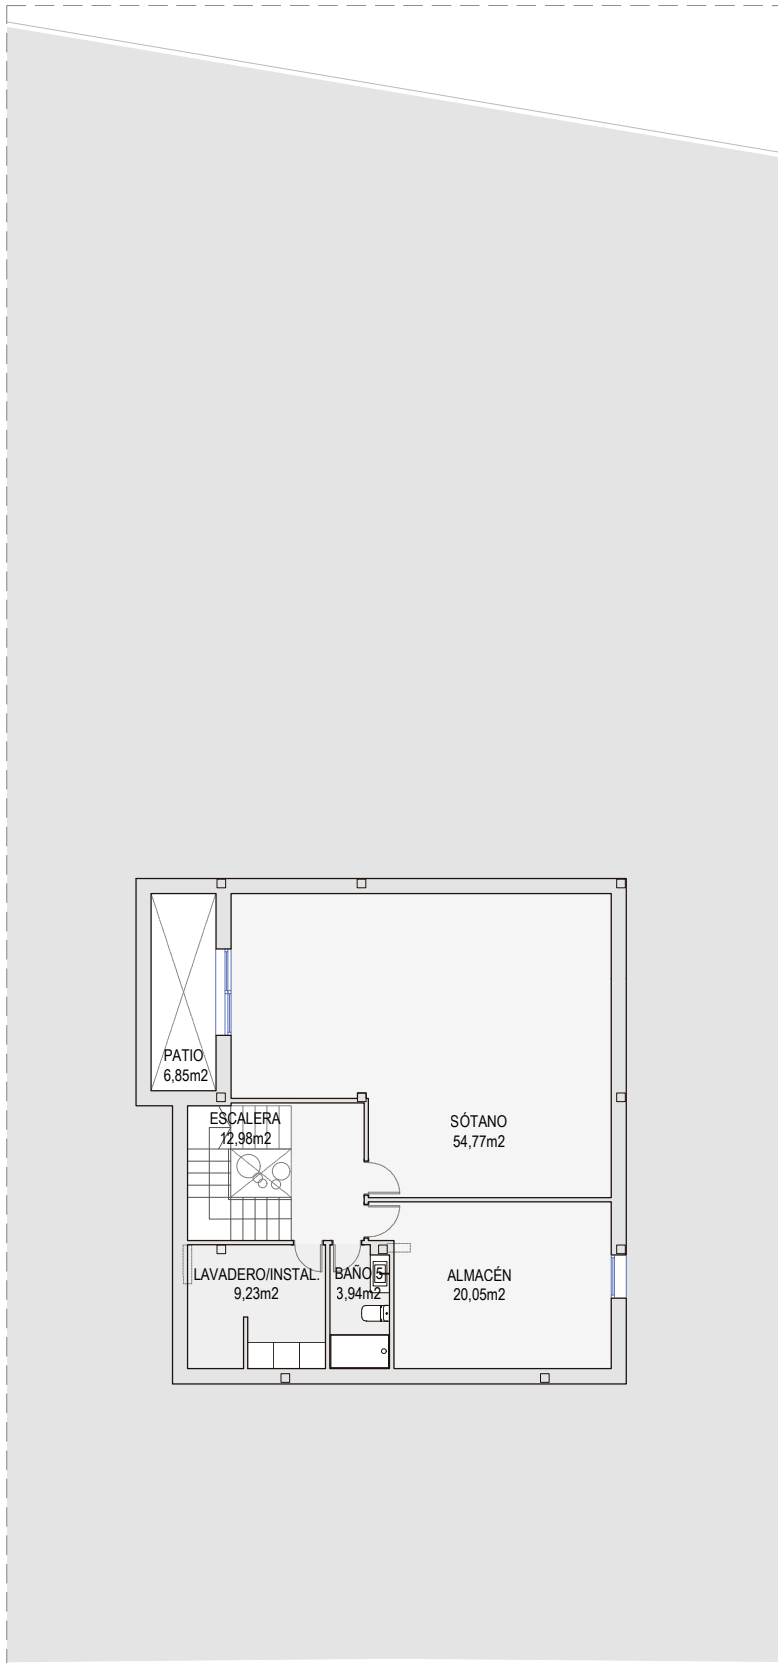 PATIO
6,85m2
ESCALERA
12,98m2
SÓTANO
54,77m2
LAVADERO/INSTAL.
9,23m2
BAÑO 5
3,94m2
ALMACÉN
20,05m2